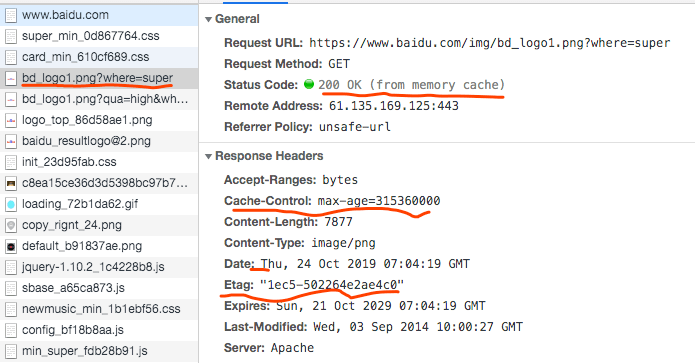 www.baidu.com
super_min_0d867764.css
card_min_610cf689.css
bd_logo1.png?where=super
bd_logo1.png?qua=high&wh…
logo_top_86d58ae1.png
baidu_resultlogo@2.png
init_23d95fab.css
c8ea15ce36d3d5398bc97b7…
loading_72b1da62.gif
copy_rignt_24.png
default_b91837ae.png
jquery-1.10.2_1c4228b8.js
sbase_a65ca873.js
newmusic_min_1b1ebf56.css
config_bf18b8aa.js
min_super_fdb28b91.js
▼ General
Request URL: https://www.baidu.com/img/bd_logo1.png?where=super
Request Method: GET
Status Code: 200 OK (from memory cache)
Remote Address: 61.135.169.125:443
Referrer Policy: unsafe-url
▼ Response Headers
Accept-Ranges: bytes
Cache-Control: max-age=315360000
Content-Length: 7877
Content-Type: image/png
Date: Thu, 24 Oct 2019 07:04:19 GMT
Etag: "1ec5-502264e2ae4c0"
Expires: Sun, 21 Oct 2029 07:04:19 GMT
Last-Modified: Wed, 03 Sep 2014 10:00:27 GMT
Server: Apache